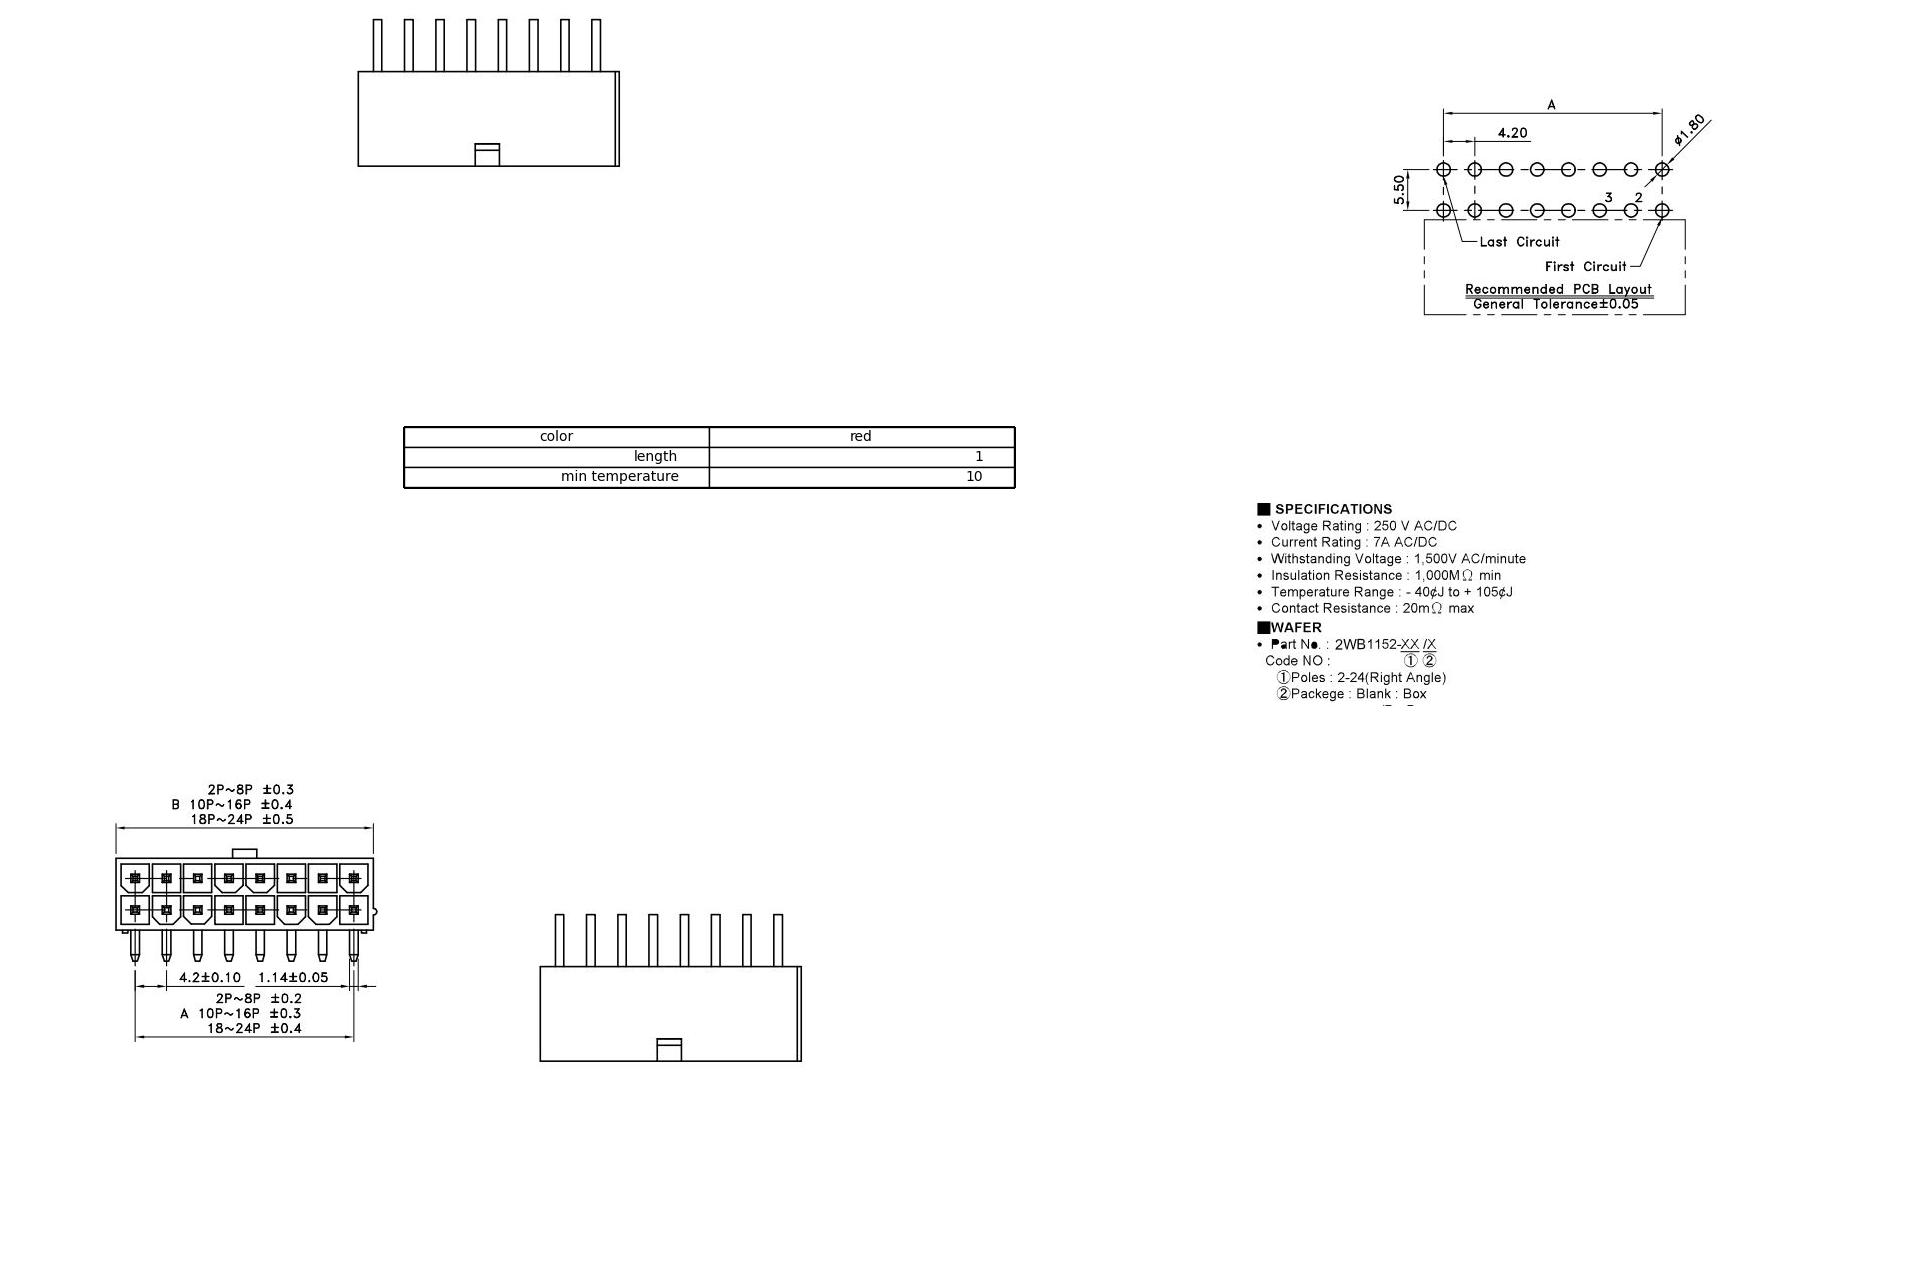 A
4.20
ø1.80
5.50
3 2
Last Circuit
First Circuit
Recommended PCB Layout
General Tolerance±0.05
color red
length 1
min temperature 10
■ SPECIFICATIONS
• Voltage Rating : 250 V AC/DC
• Current Rating : 7A AC/DC
• Withstanding Voltage : 1,500V AC/minute
• Insulation Resistance : 1,000MΩ min
• Temperature Range : - 40¢J to + 105¢J
• Contact Resistance : 20mΩ max
■WAFER
• Part No. : 2WB1152-XX /X
Code NO : ① ②
①Poles : 2-24(Right Angle)
②Packege : Blank : Box
2P~8P ±0.3
B 10P~16P ±0.4
18P~24P ±0.5
4.2±0.10 1.14±0.05
2P~8P ±0.2
A 10P~16P ±0.3
18~24P ±0.4